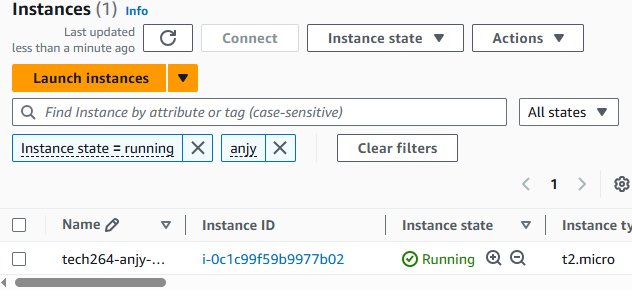 Instances (1) Info
Last updated
less than a minute ago
Connect
Instance state
Actions
Launch instances
Find Instance by attribute or tag (case-sensitive)
All states
Instance state = running
anjy
Clear filters
1
Name Instance ID Instance state Instance ty
tech264-anjy-... i-0c1c99f59b9977b02 Running t2.micro